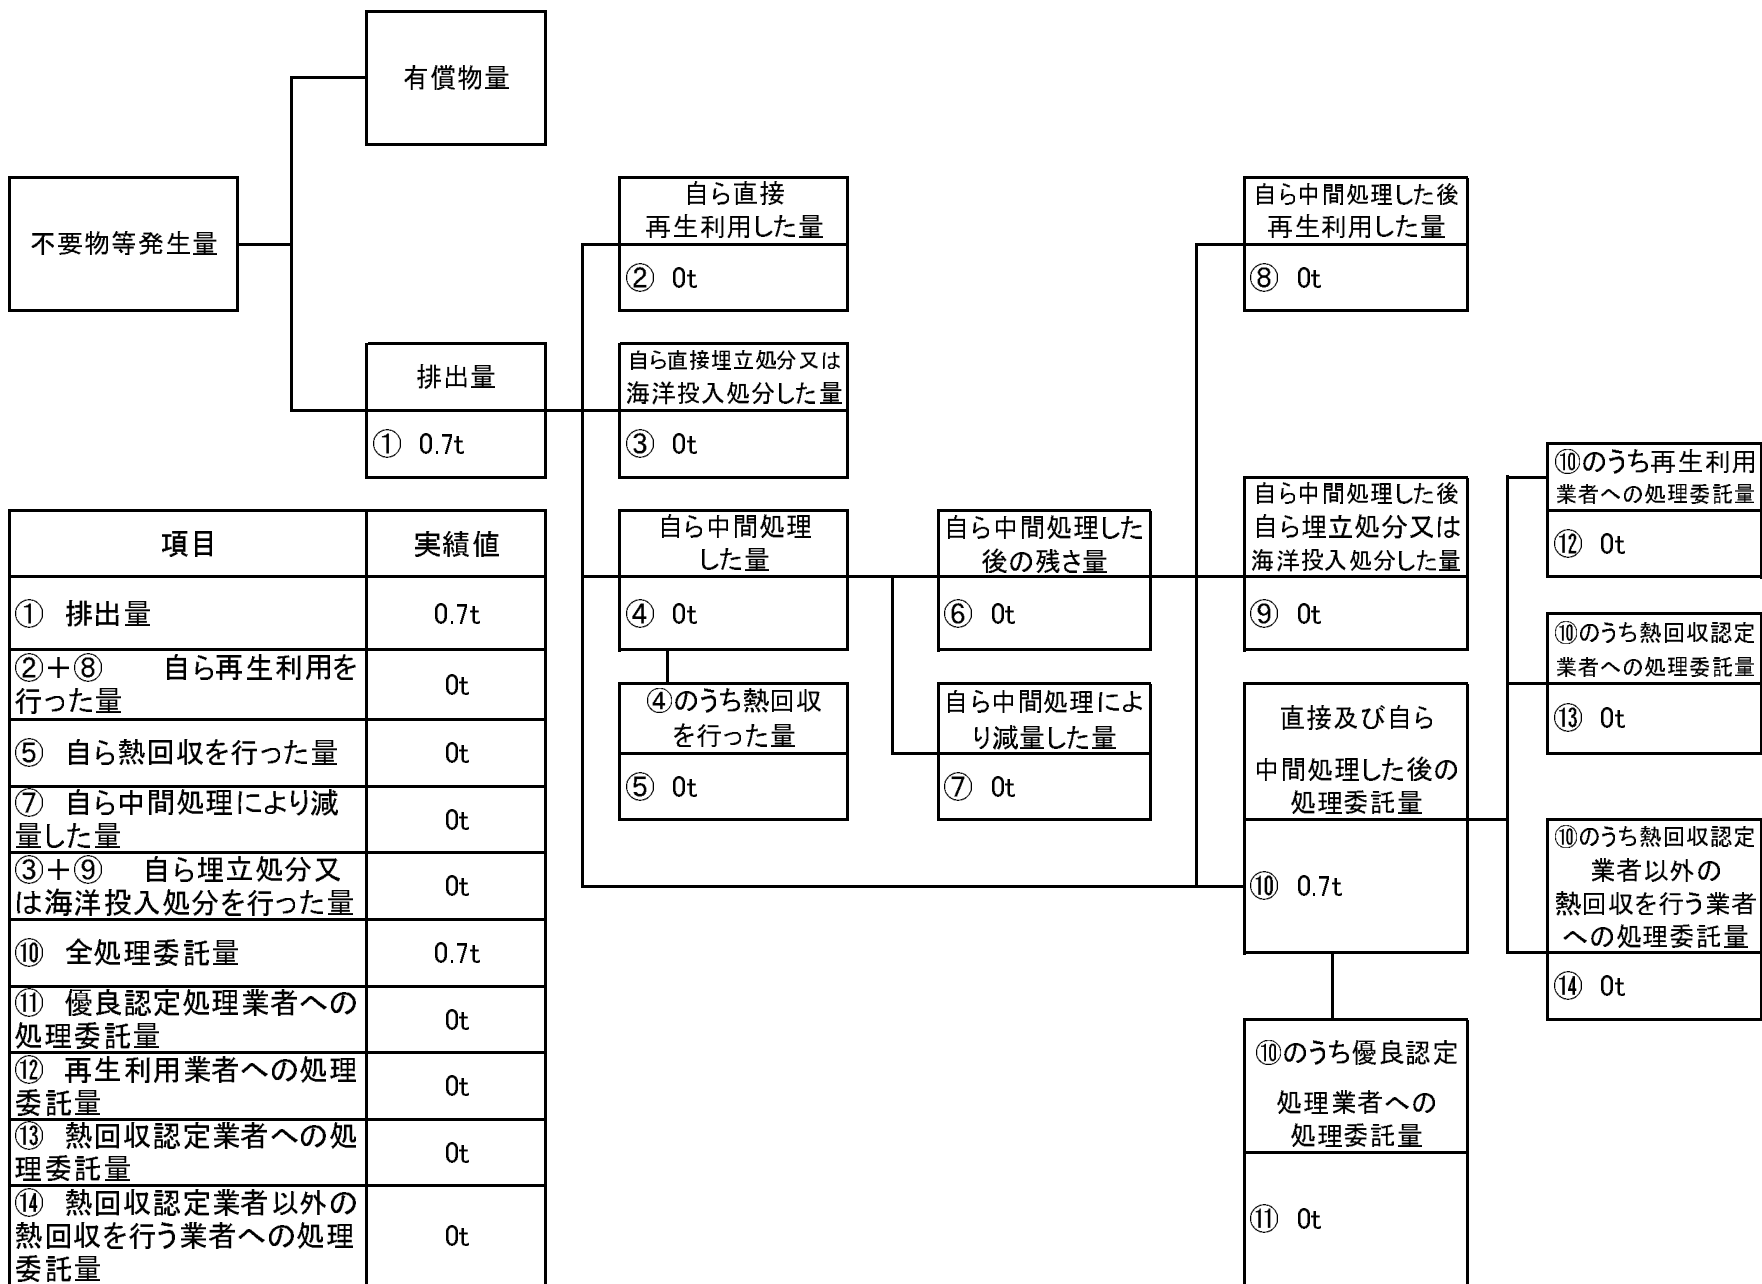 有償物量
不要物等発生量
自ら直接
再生利用した量
② 0t
自ら中間処理した後
再生利用した量
⑧ 0t
排出量
① 0.7t
自ら直接埋立処分又は
海洋投入処分した量
③ 0t
自ら中間処理
した量
④ 0t
④のうち熱回収
を行った量
⑤ 0t
自ら中間処理した
後の残さ量
⑥ 0t
自ら中間処理によ
り減量した量
⑦ 0t
自ら中間処理した後
自ら埋立処分又は
海洋投入処分した量
⑨ 0t
直接及び自ら
中間処理した後の
処理委託量
⑩ 0.7t
⑩のうち優良認定
処理業者への
処理委託量
⑪ 0t
⑩のうち再生利用
業者への処理委託量
⑫ 0t
⑩のうち熱回収認定
業者への処理委託量
⑬ 0t
⑩のうち熱回収認定
業者以外の
熱回収を行う業者
への処理委託量
⑭ 0t
項目 実績値
① 排出量 0.7t
②+⑧ 自ら再生利用を
行った量 0t
⑤ 自ら熱回収を行った量 0t
⑦ 自ら中間処理により減
量した量 0t
③+⑨ 自ら埋立処分又
は海洋投入処分を行った量 0t
⑩ 全処理委託量 0.7t
⑪ 優良認定処理業者への
処理委託量 0t
⑫ 再生利用業者への処理
委託量 0t
⑬ 熱回収認定業者への処
理委託量 0t
⑭ 熱回収認定業者以外の
熱回収を行う業者への処理
委託量 0t